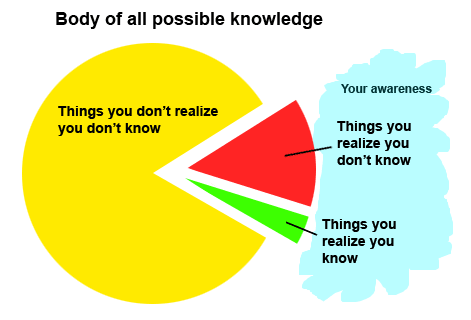 Body of all possible knowledge
Things you don't realize
you don't know
Your awareness
Things you
realize you
don't know
Things you
realize you
know